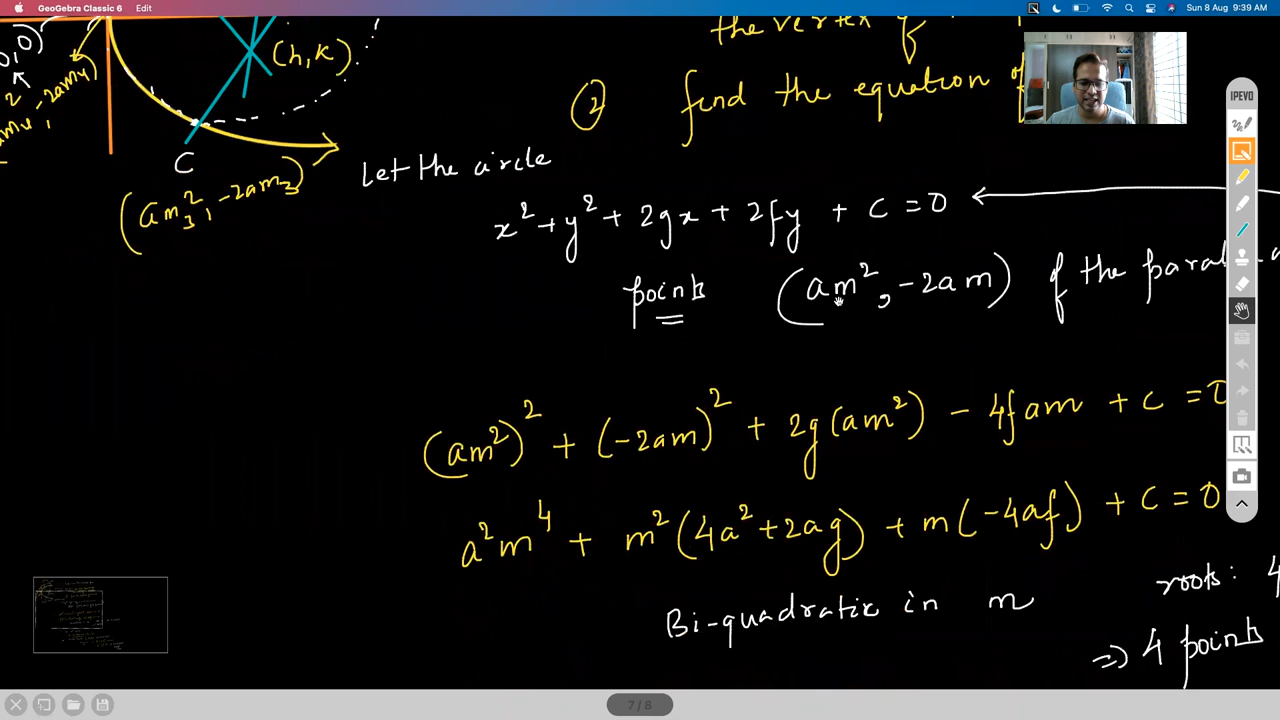 GeoGebra Classic 6 Edit
Sun 8 Aug 9:39 AM
the vertex of
0,0)
(h,k)
② find the equation of
IPEVO
C
Let the circle
(am₃², -2am₃)
x² + y² + 2gx + 2fy + c = 0
points (am², -2am) of the parab
(am²)² + (-2am)² + 2g(am²) - 4fam + c = 0
a²m⁴ + m²(4a² + 2ag) + m(-4af) + c = 0
Bi-quadratic in m
roots: 4
⇒ 4 points
7 / 8